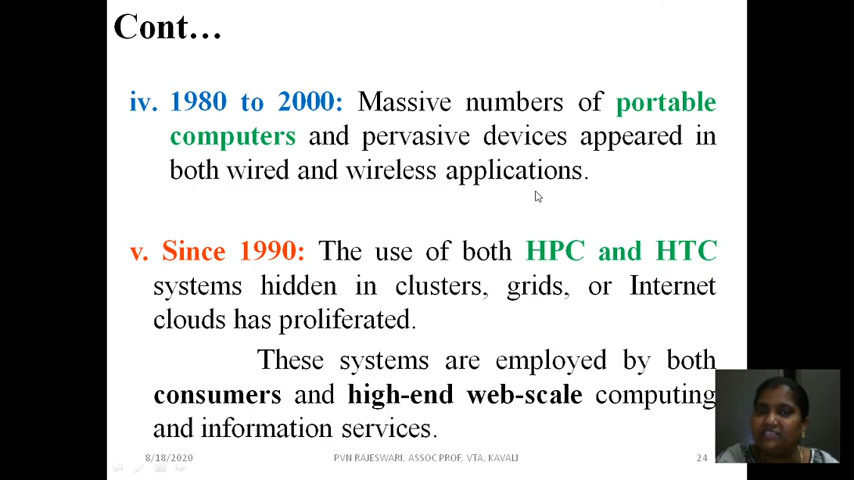 Cont...
iv. 1980 to 2000: Massive numbers of portable
computers and pervasive devices appeared in
both wired and wireless applications.
v. Since 1990: The use of both HPC and HTC
systems hidden in clusters, grids, or Internet
clouds has proliferated.
These systems are employed by both
consumers and high-end web-scale computing
and information services.
8/18/2020 PVN RAJESWARI, ASSOC PROF, VTA, KAVALI 24